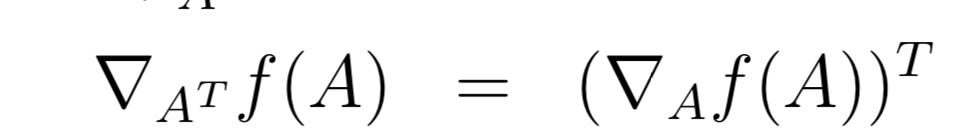 ∇_{A^T} f(A) = (∇_A f(A))^T